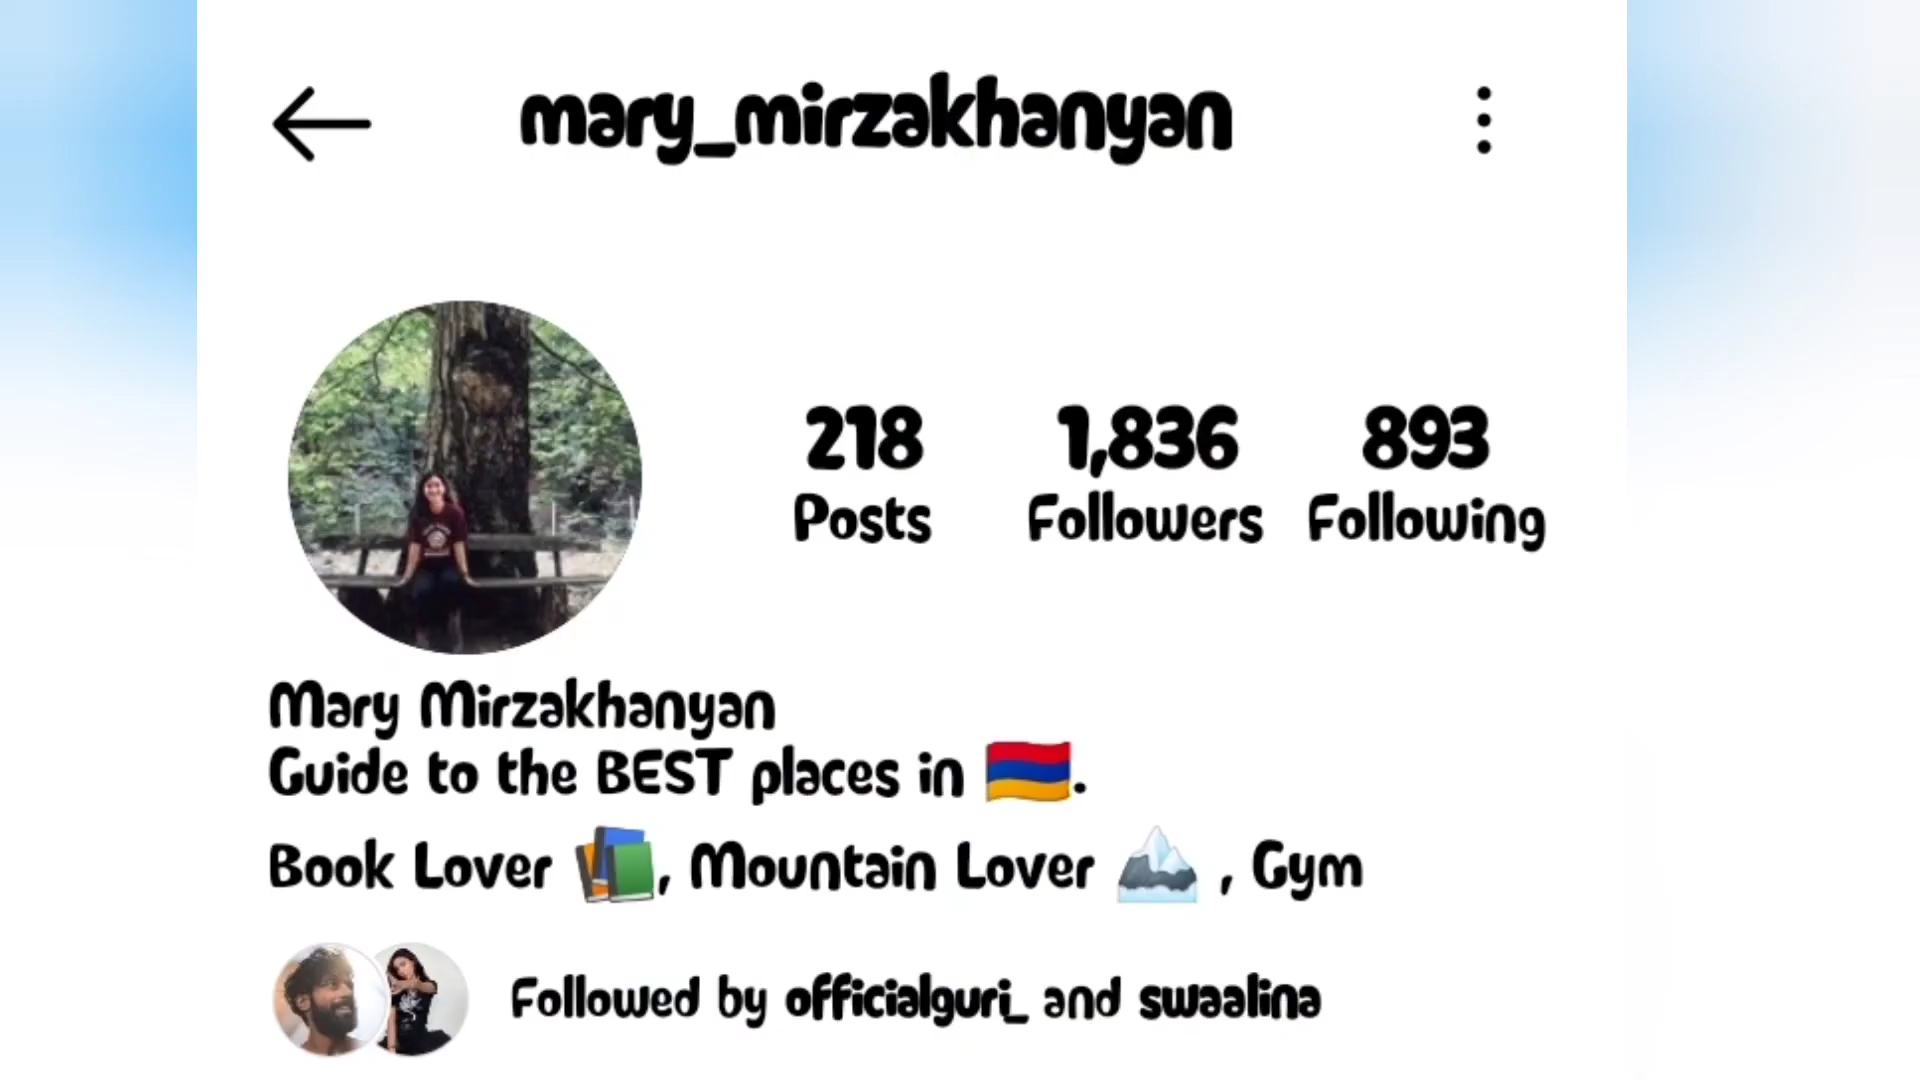 mary_mirzakhanyan
218 1,836 893
Posts Followers Following
Mary Mirzakhanyan
Guide to the BEST places in 🇦🇲.
Book Lover 📚, Mountain Lover 🏔️ , Gym
Followed by officialguri_ and swaalina